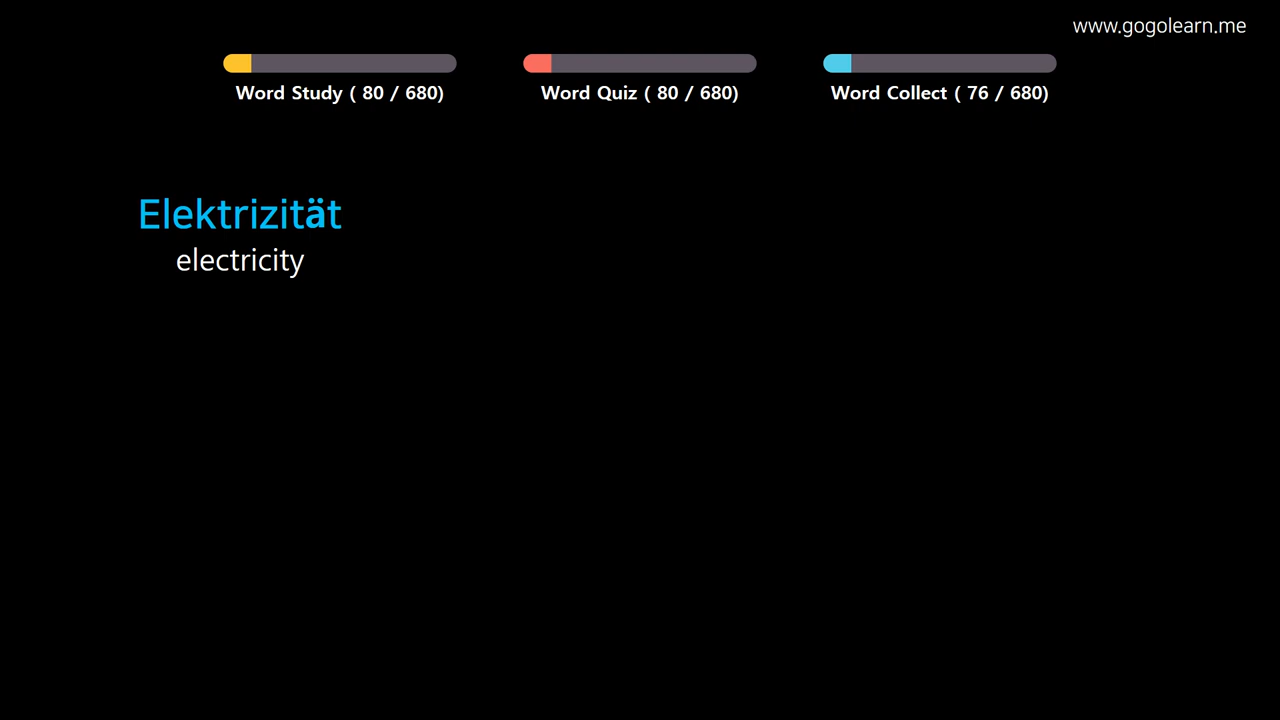 www.gogolearn.me
Word Study ( 80 / 680)
Word Quiz ( 80 / 680)
Word Collect ( 76 / 680)
Elektrizität
electricity